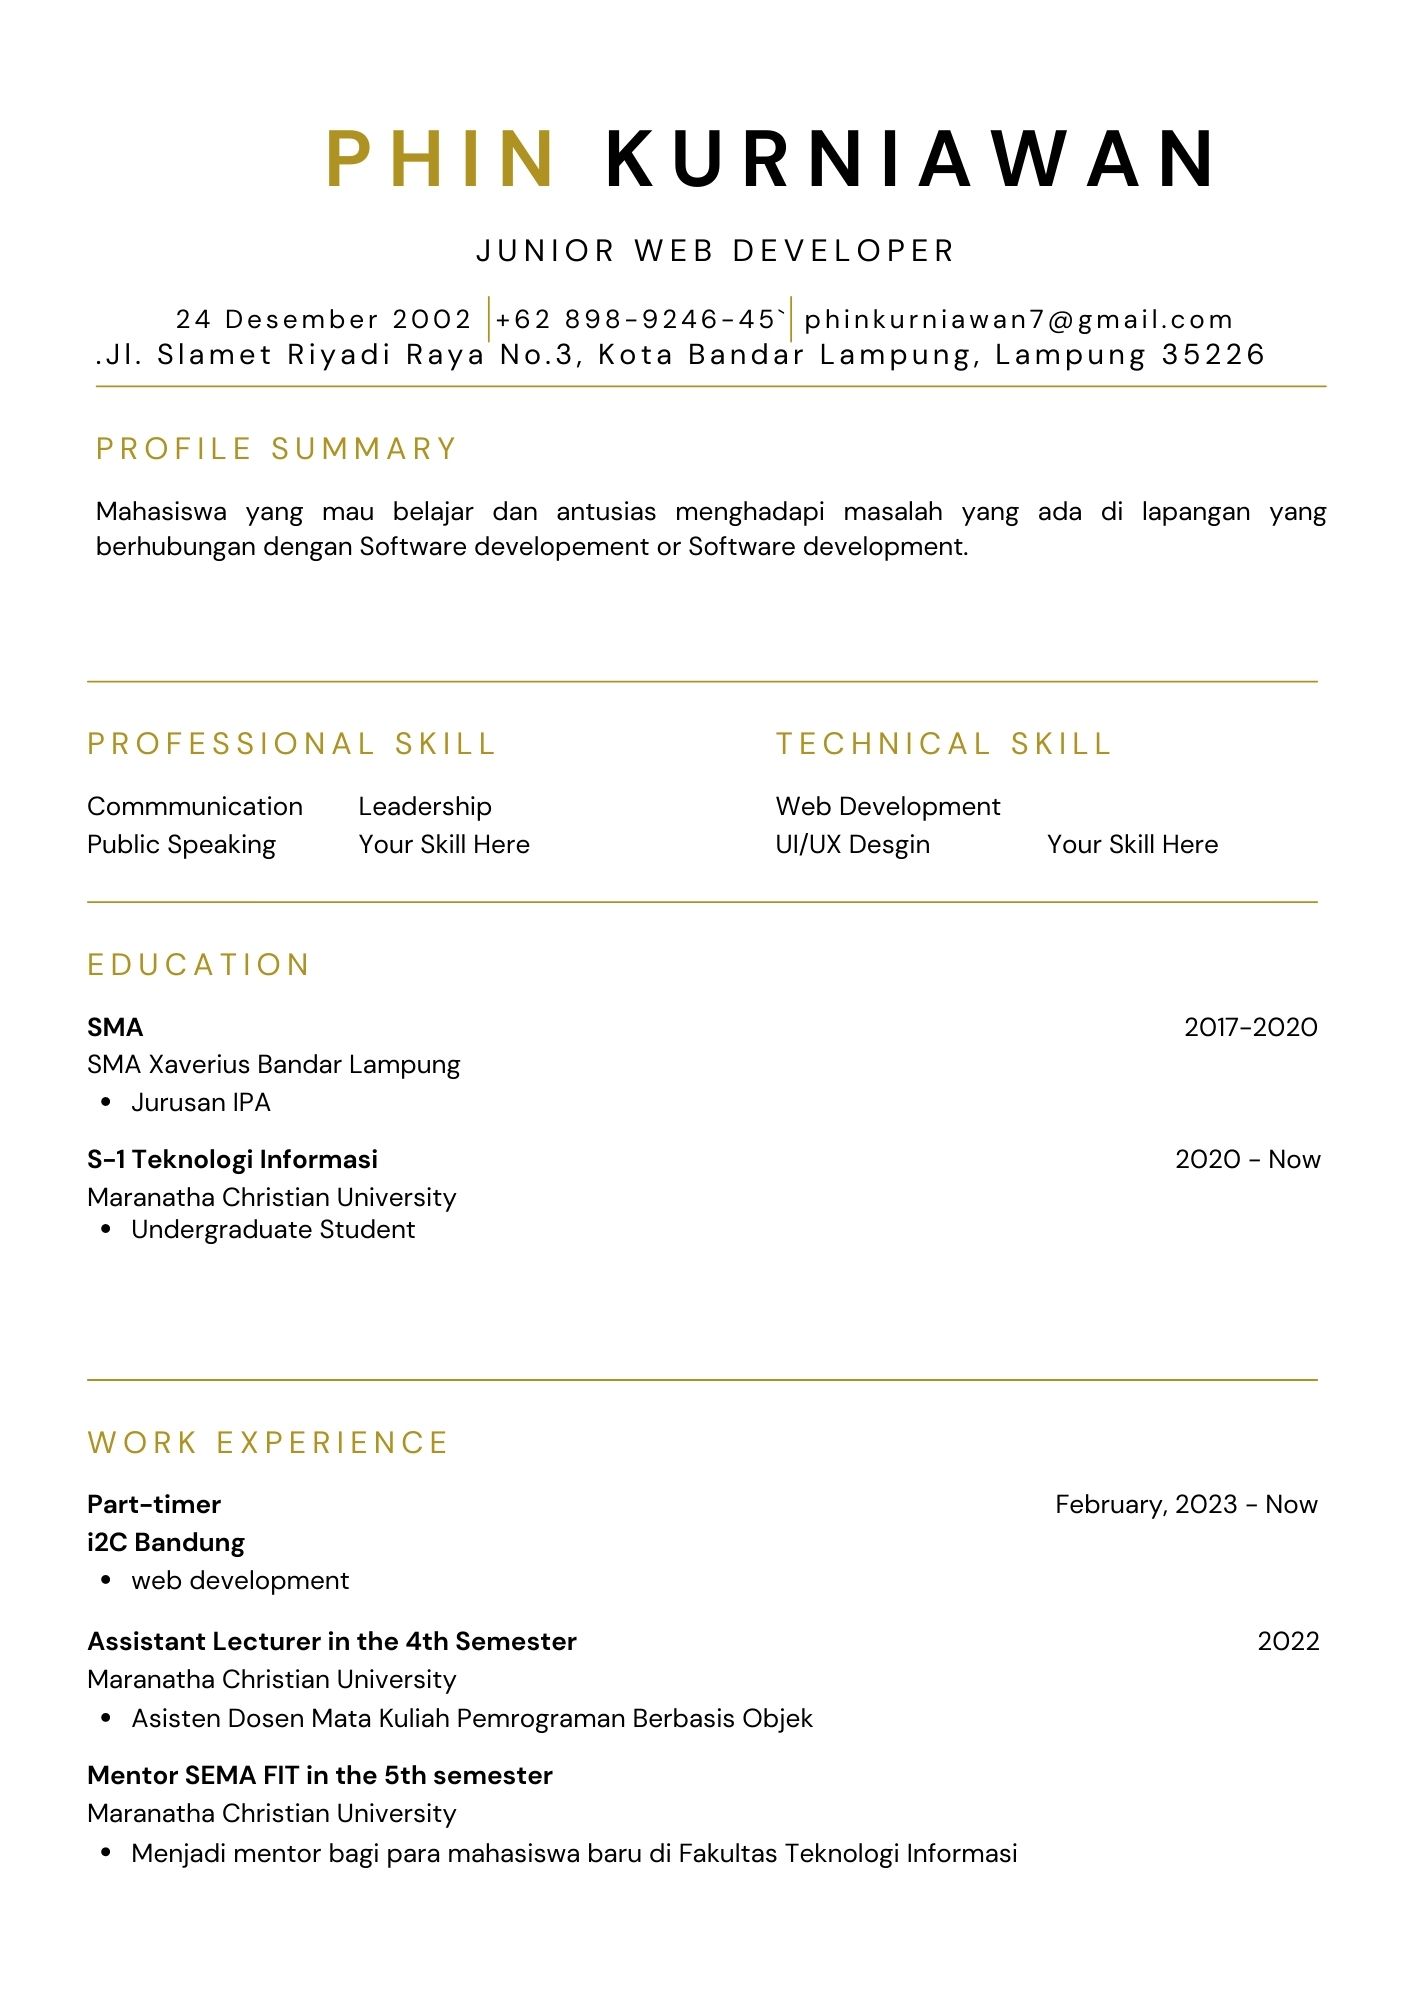 PHIN KURNIAWAN
JUNIOR WEB DEVELOPER
24 Desember 2002 +62 898-9246-45` phinkurniawan7@gmail.com
.Jl. Slamet Riyadi Raya No.3, Kota Bandar Lampung, Lampung 35226
PROFILE SUMMARY
Mahasiswa yang mau belajar dan antusias menghadapi masalah yang ada di lapangan yang
berhubungan dengan Software developement or Software development.
PROFESSIONAL SKILL
Commmunication Leadership
Public Speaking Your Skill Here
TECHNICAL SKILL
Web Development
UI/UX Desgin Your Skill Here
EDUCATION
SMA 2017-2020
SMA Xaverius Bandar Lampung
• Jurusan IPA
S-1 Teknologi Informasi 2020 - Now
Maranatha Christian University
• Undergraduate Student
WORK EXPERIENCE
Part-timer February, 2023 - Now
i2C Bandung
• web development
Assistant Lecturer in the 4th Semester 2022
Maranatha Christian University
• Asisten Dosen Mata Kuliah Pemrograman Berbasis Objek
Mentor SEMA FIT in the 5th semester
Maranatha Christian University
• Menjadi mentor bagi para mahasiswa baru di Fakultas Teknologi Informasi